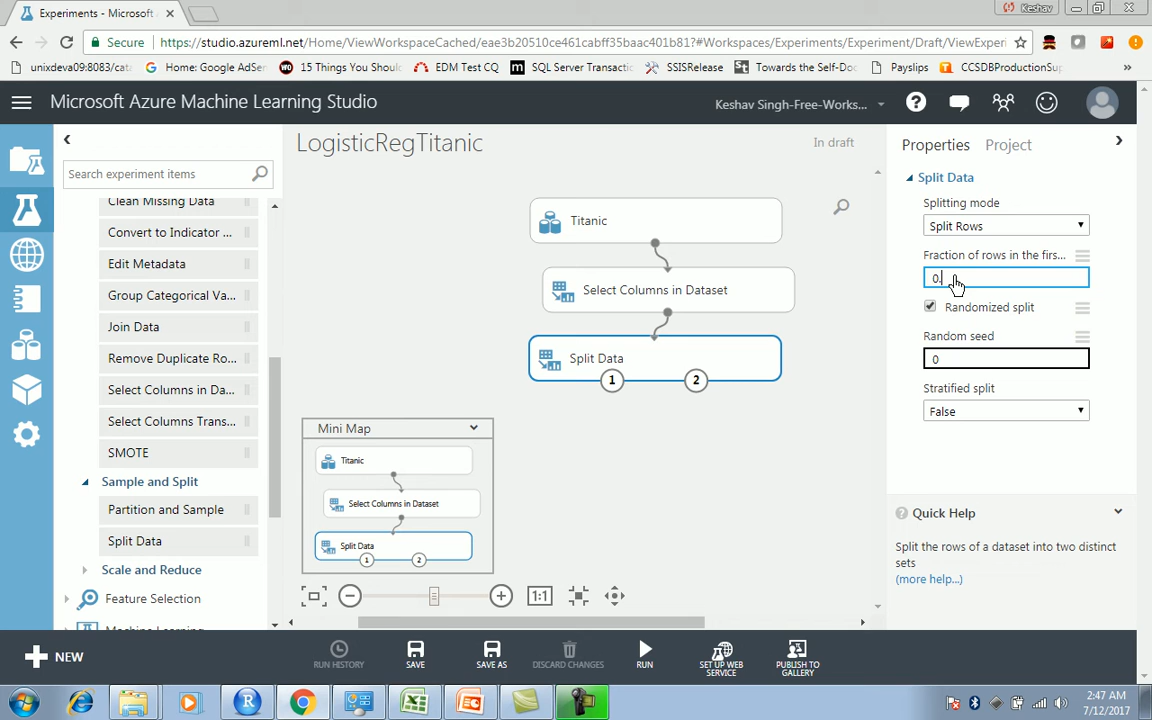 Experiments - Microsoft
Keshav
Secure
https://studio.azureml.net/Home/ViewWorkspaceCached/eae3b20510ce461cabff35baac401b81?#Workspaces/Experiments/Experiment/Draft/ViewExperi
unixdeva09:8083/cata
Home: Google AdSen
15 Things You Should
EDM Test CQ
SQL Server Transactic
SSISRelease
Towards the Self-Doc
Payslips
CCSDBProductionSup
»
Microsoft Azure Machine Learning Studio
Keshav Singh-Free-Works...
LogisticRegTitanic
In draft
Properties
Project
Search experiment items
Clean Missing Data
Convert to Indicator ...
Edit Metadata
Group Categorical Va...
Join Data
Remove Duplicate Ro...
Select Columns in Da...
Select Columns Trans...
SMOTE
Sample and Split
Partition and Sample
Split Data
Scale and Reduce
Feature Selection
Machine Learning
Titanic
Select Columns in Dataset
Split Data
1
2
Mini Map
Titanic
Select Columns in Dataset
Split Data
1
2
1:1
Split Data
Splitting mode
Split Rows
Fraction of rows in the firs...
0.
Randomized split
Random seed
0
Stratified split
False
Quick Help
Split the rows of a dataset into two distinct
sets
(more help...)
NEW
RUN HISTORY
SAVE
SAVE AS
DISCARD CHANGES
RUN
SET UP WEB
SERVICE
PUBLISH TO
GALLERY
2:47 AM
7/12/2017